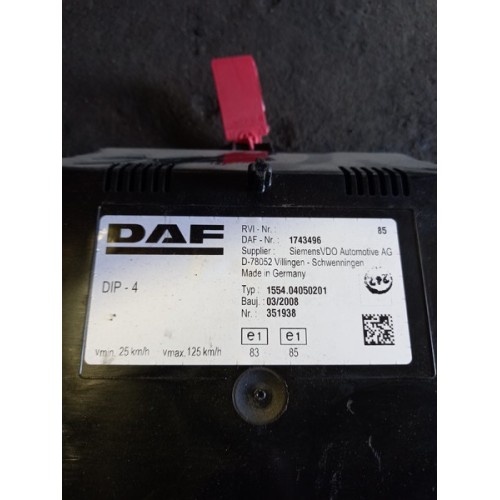 DAF
RVI - Nr.: 85
DAF - Nr.: 1743496
Supplier: SiemensVDO Automotive AG
D-78052 Villingen - Schwenningen
Made in Germany
DIP - 4
Typ: 1554.04050201
Bauj.: 03/2008
Nr.: 351938
e1 e1
83 85
vmin. 25 km/h vmax. 125 km/h